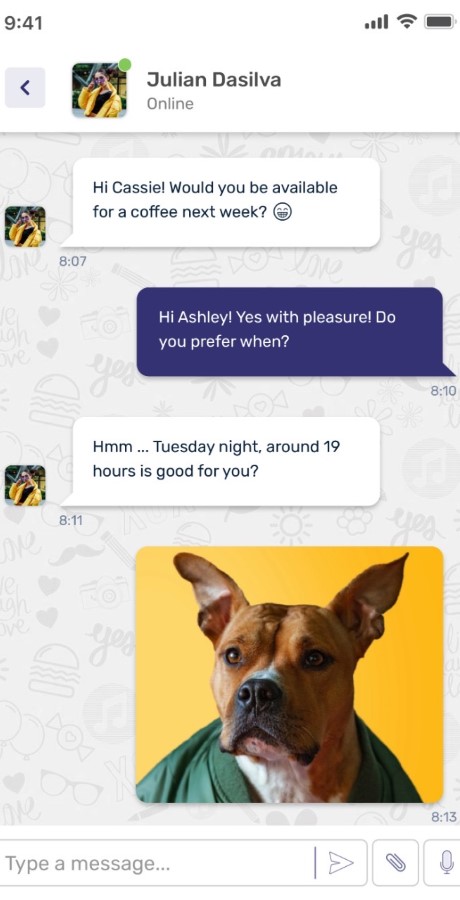 9:41
Julian Dasilva
Online
Hi Cassie! Would you be available
for a coffee next week? 😁
8:07
Hi Ashley! Yes with pleasure! Do
you prefer when?
8:10
Hmm ... Tuesday night, around 19
hours is good for you?
8:11
8:13
Type a message...